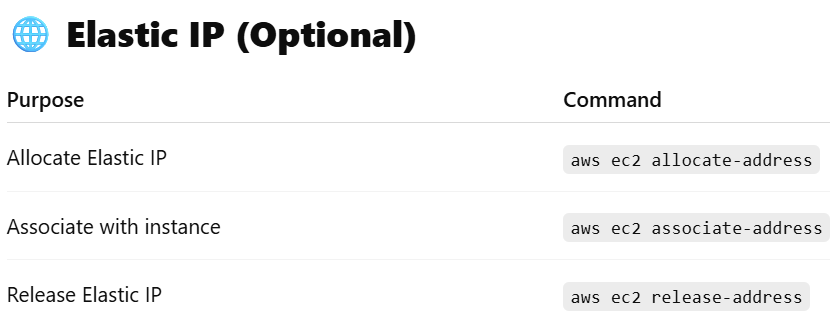 🌐 Elastic IP (Optional)
Purpose Command
Allocate Elastic IP aws ec2 allocate-address
Associate with instance aws ec2 associate-address
Release Elastic IP aws ec2 release-address